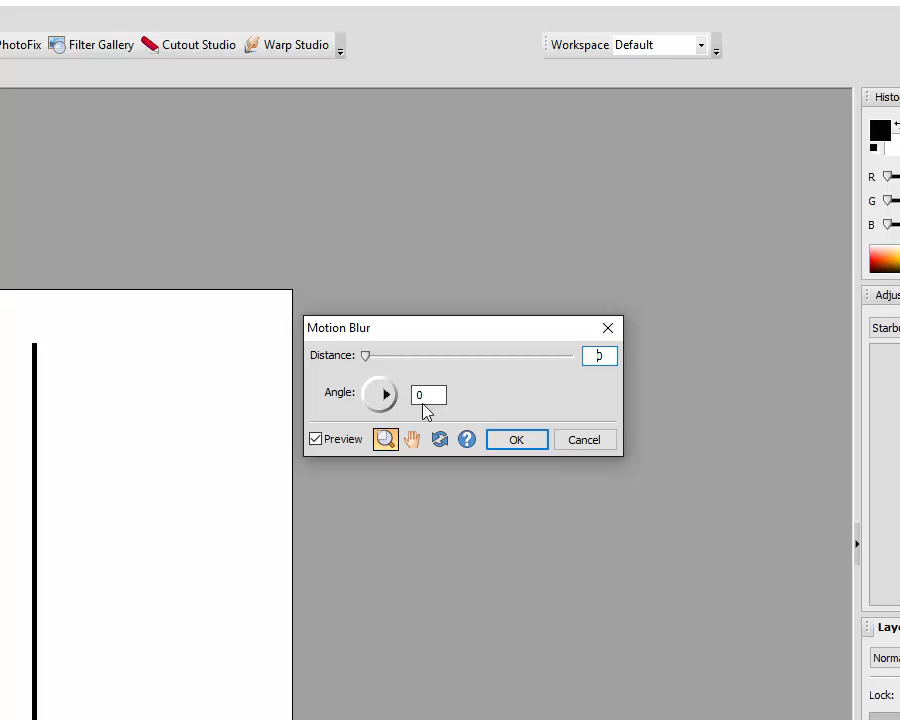 PhotoFix Filter Gallery Cutout Studio Warp Studio Workspace Default
Histo
R
G
B
Adjus
Starbu
Motion Blur
Distance:
Angle: 0
Preview ? OK Cancel
Laye
Norma
Lock: